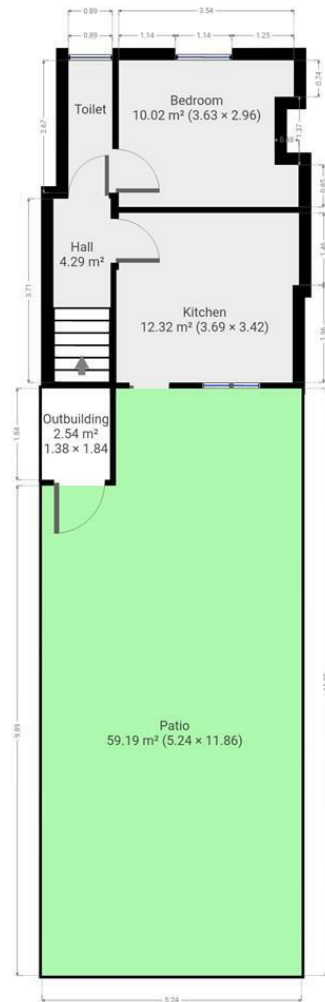 0.89
3.54
0.89
1.14
1.14
1.25
0.74
Toilet
Bedroom
10.02 m² (3.63 × 2.96)
2.67
1.37
0.85
Hall
4.29 m²
3.71
1.46
Kitchen
12.32 m² (3.69 × 3.42)
1.96
Outbuilding
2.54 m²
1.38 × 1.84
1.84
Patio
59.19 m² (5.24 × 11.86)
9.89
5.24